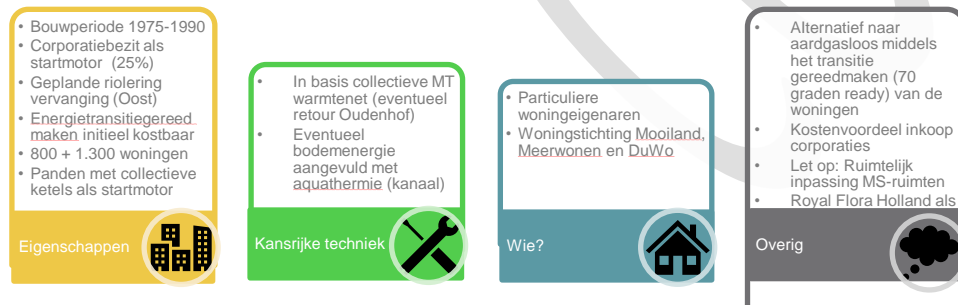 • Bouwperiode 1975-1990
• Corporatiebezit als
startmotor (25%)
• Geplande riolering
vervanging (Oost)
• Energietransitiegereed
maken initieel kostbaar
• 800 + 1.300 woningen
• Panden met collectieve
ketels als startmotor
Eigenschappen
• In basis collectieve MT
warmtenet (eventueel
retour Oudenhof)
• Eventueel
bodemenergie
aangevuld met
aquathermie (kanaal)
Kansrijke techniek
• Particuliere
woningeigenaren
• Woningstichting Mooiland,
Meerwonen en DuWo
Wie?
• Alternatief naar
aardgasloos middels
het transitie
gereedmaken (70
graden ready) van de
woningen
• Kostenvoordeel inkoop
corporaties
• Let op: Ruimtelijk
inpassing MS-ruimten
• Royal Flora Holland als
Overig